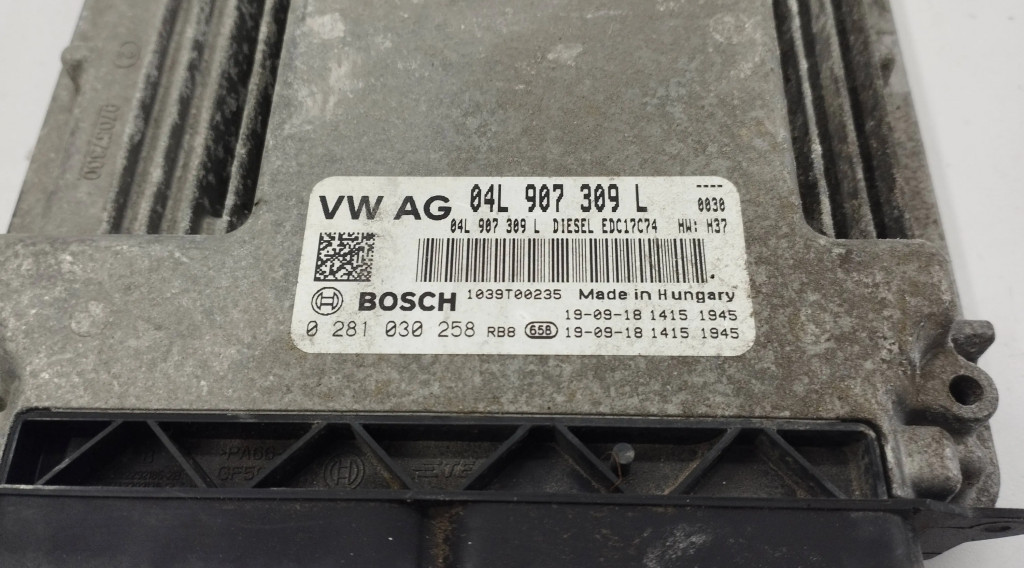 VW AG 04L 907 309 L ----
0030
04L 907 309 L DIESEL EDC17C74 HW: H37
BOSCH 1039T00235 Made in Hungary
19-09-18 1415 1945
0 281 030 258 RB8 658 19-09-18 1415 1945
>PA66